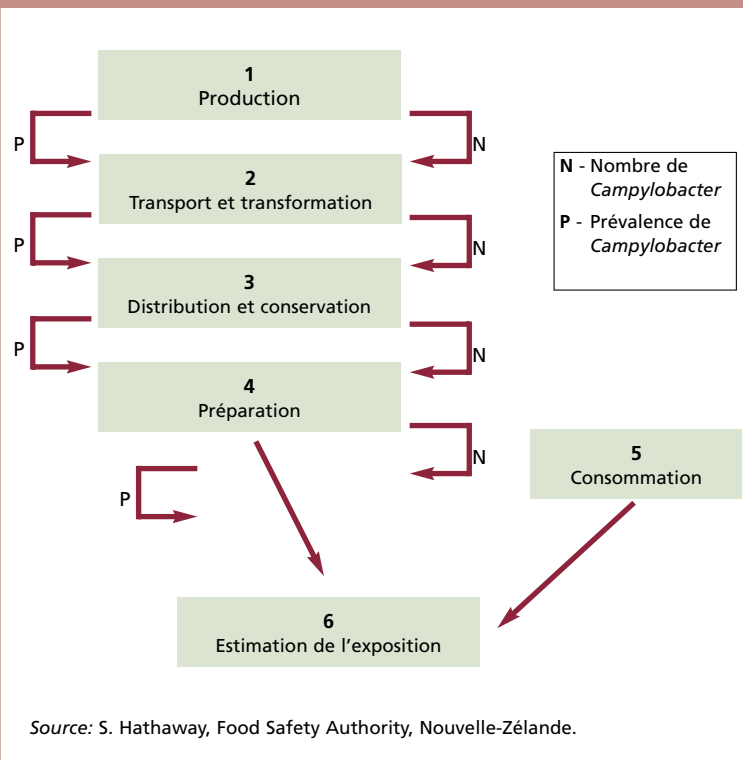 1
Production
P
N
N - Nombre de
Campylobacter
P - Prévalence de
Campylobacter
2
Transport et transformation
P
N
3
Distribution et conservation
P
N
4
Préparation
P
N
5
Consommation
6
Estimation de l'exposition
Source: S. Hathaway, Food Safety Authority, Nouvelle-Zélande.